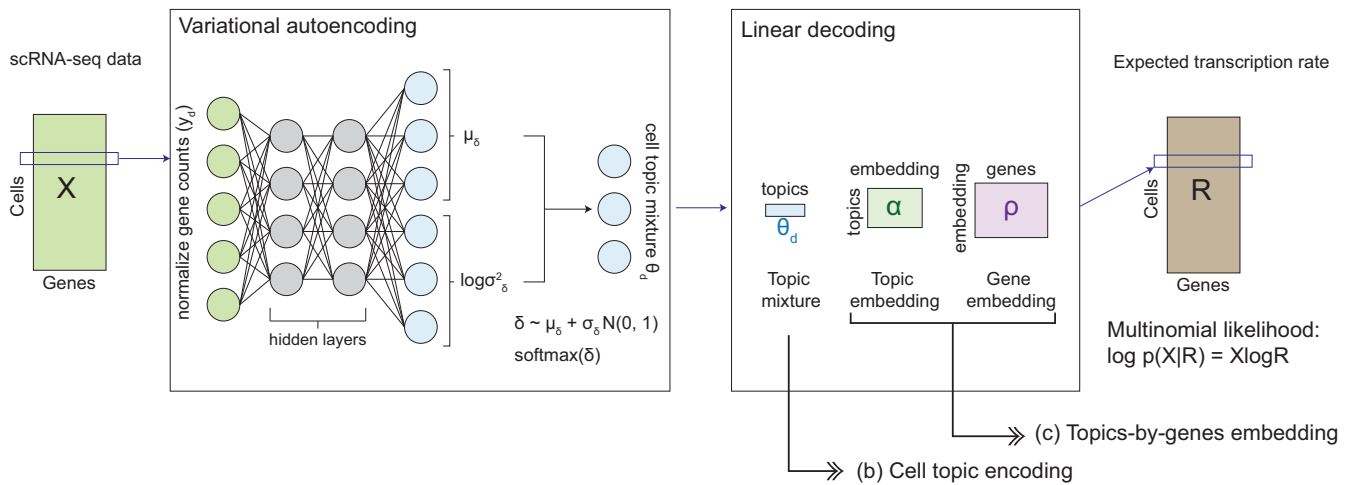 scRNA-seq data
Cells
X
Genes
Variational autoencoding
normalize gene counts (y_d)
hidden layers
μ_δ
logσ²_δ
δ ~ μ_δ + σ_δ N(0, 1)
softmax(δ)
cell topic mixture θ_d
Linear decoding
topics
θ_d
Topic
mixture
embedding
topics
α
Topic
embedding
genes
embedding
ρ
Gene
embedding
Expected transcription rate
Cells
R
Genes
Multinomial likelihood:
log p(X|R) = XlogR
(c) Topics-by-genes embedding
(b) Cell topic encoding